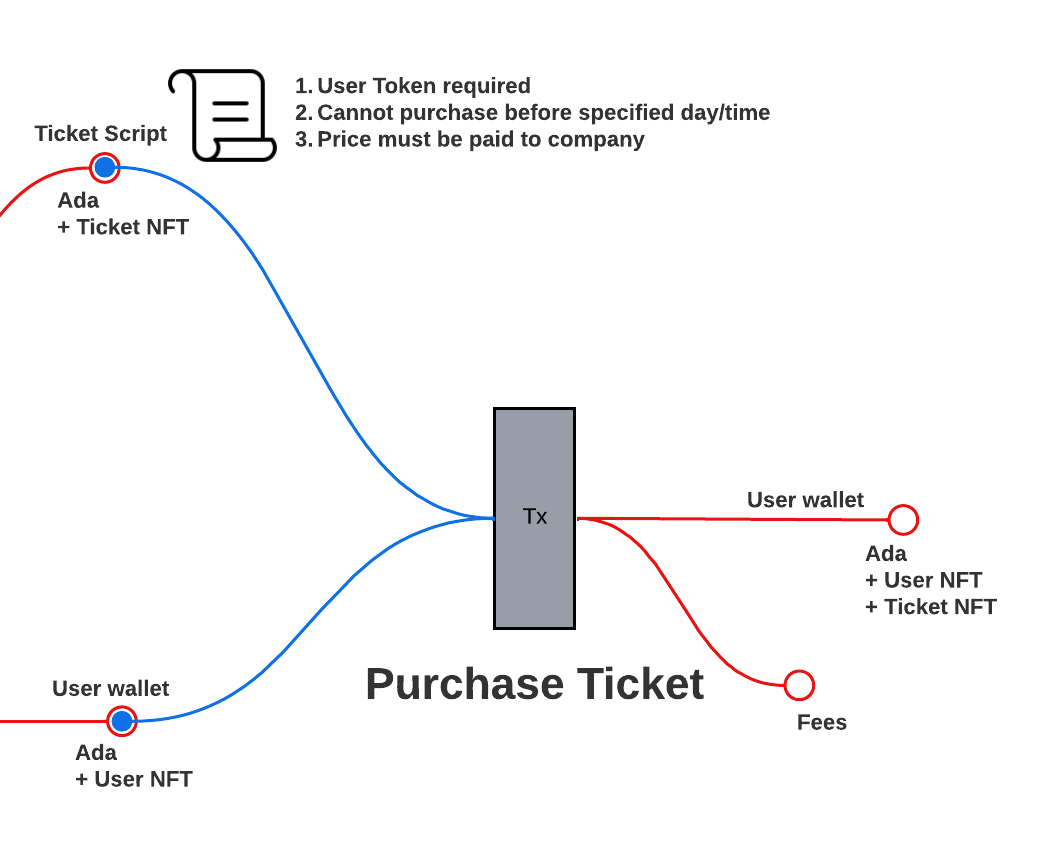 1. User Token required
2. Cannot purchase before specified day/time
3. Price must be paid to company
Ticket Script
Ada
+ Ticket NFT
Tx
User wallet
Ada
+ User NFT
+ Ticket NFT
Purchase Ticket
User wallet
Ada
+ User NFT
Fees